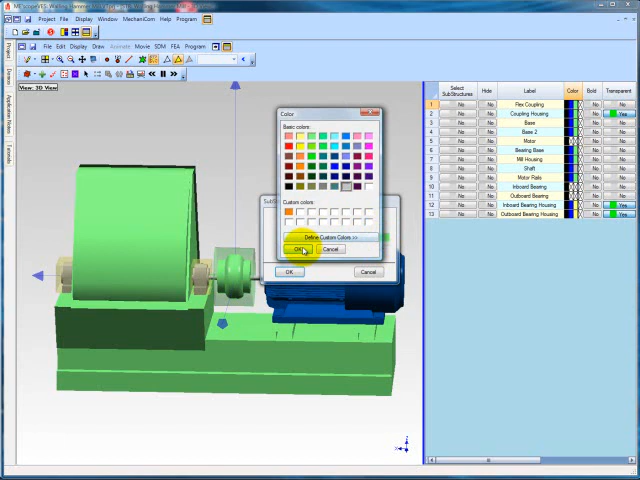 Project Edit Display Window MechaniCom Help Program
File Edit Display Draw Animate Movie SDM FEA Program
Project
Demos
Application Notes
Tutorials
View: 3D View
Color
Basic colors:
Custom colors:
Define Custom Colors >>
OK Cancel
OK Cancel
Select SubStructures Hide Label Color Bold Transparent
1 No No Flex Coupling No No
2 No No Coupling Housing No Yes
3 No No Base No No
4 No No Base 2 No No
5 No No Motor No No
6 No No Bearing Base No No
7 No No Mill Housing No No
8 No No Shaft No No
9 No No Motor Rails No No
10 No No Inboard Bearing No No
11 No No Outboard Bearing No No
12 No No Inboard Bearing Housing No Yes
13 No No Outboard Bearing Housing No Yes